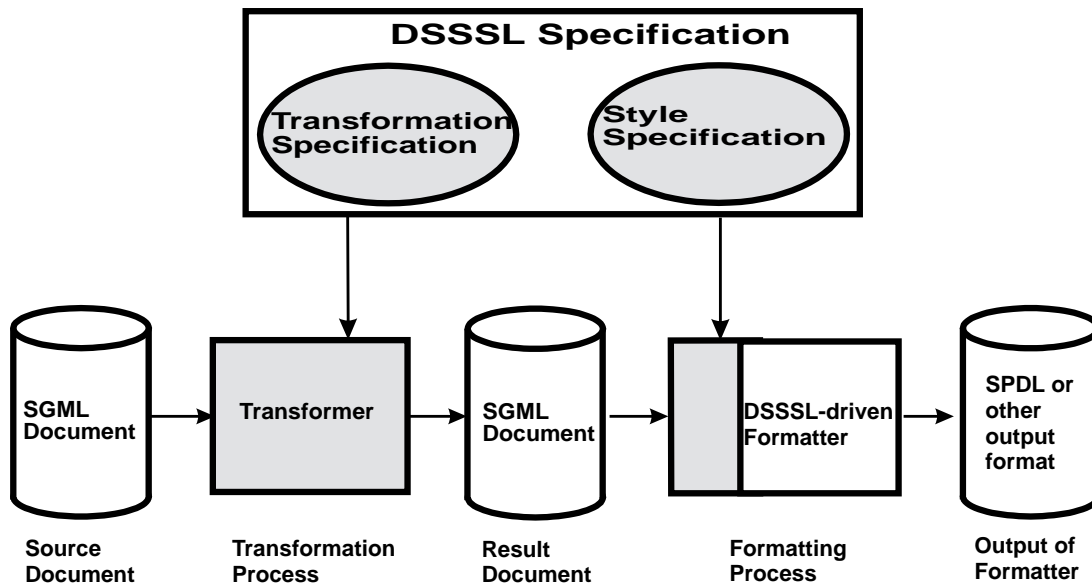 DSSSL Specification
Transformation
Specification
Style
Specification
SGML
Document
Transformer
SGML
Document
DSSSL-driven
Formatter
SPDL or
other
output
format
Source
Document
Transformation
Process
Result
Document
Formatting
Process
Output of
Formatter